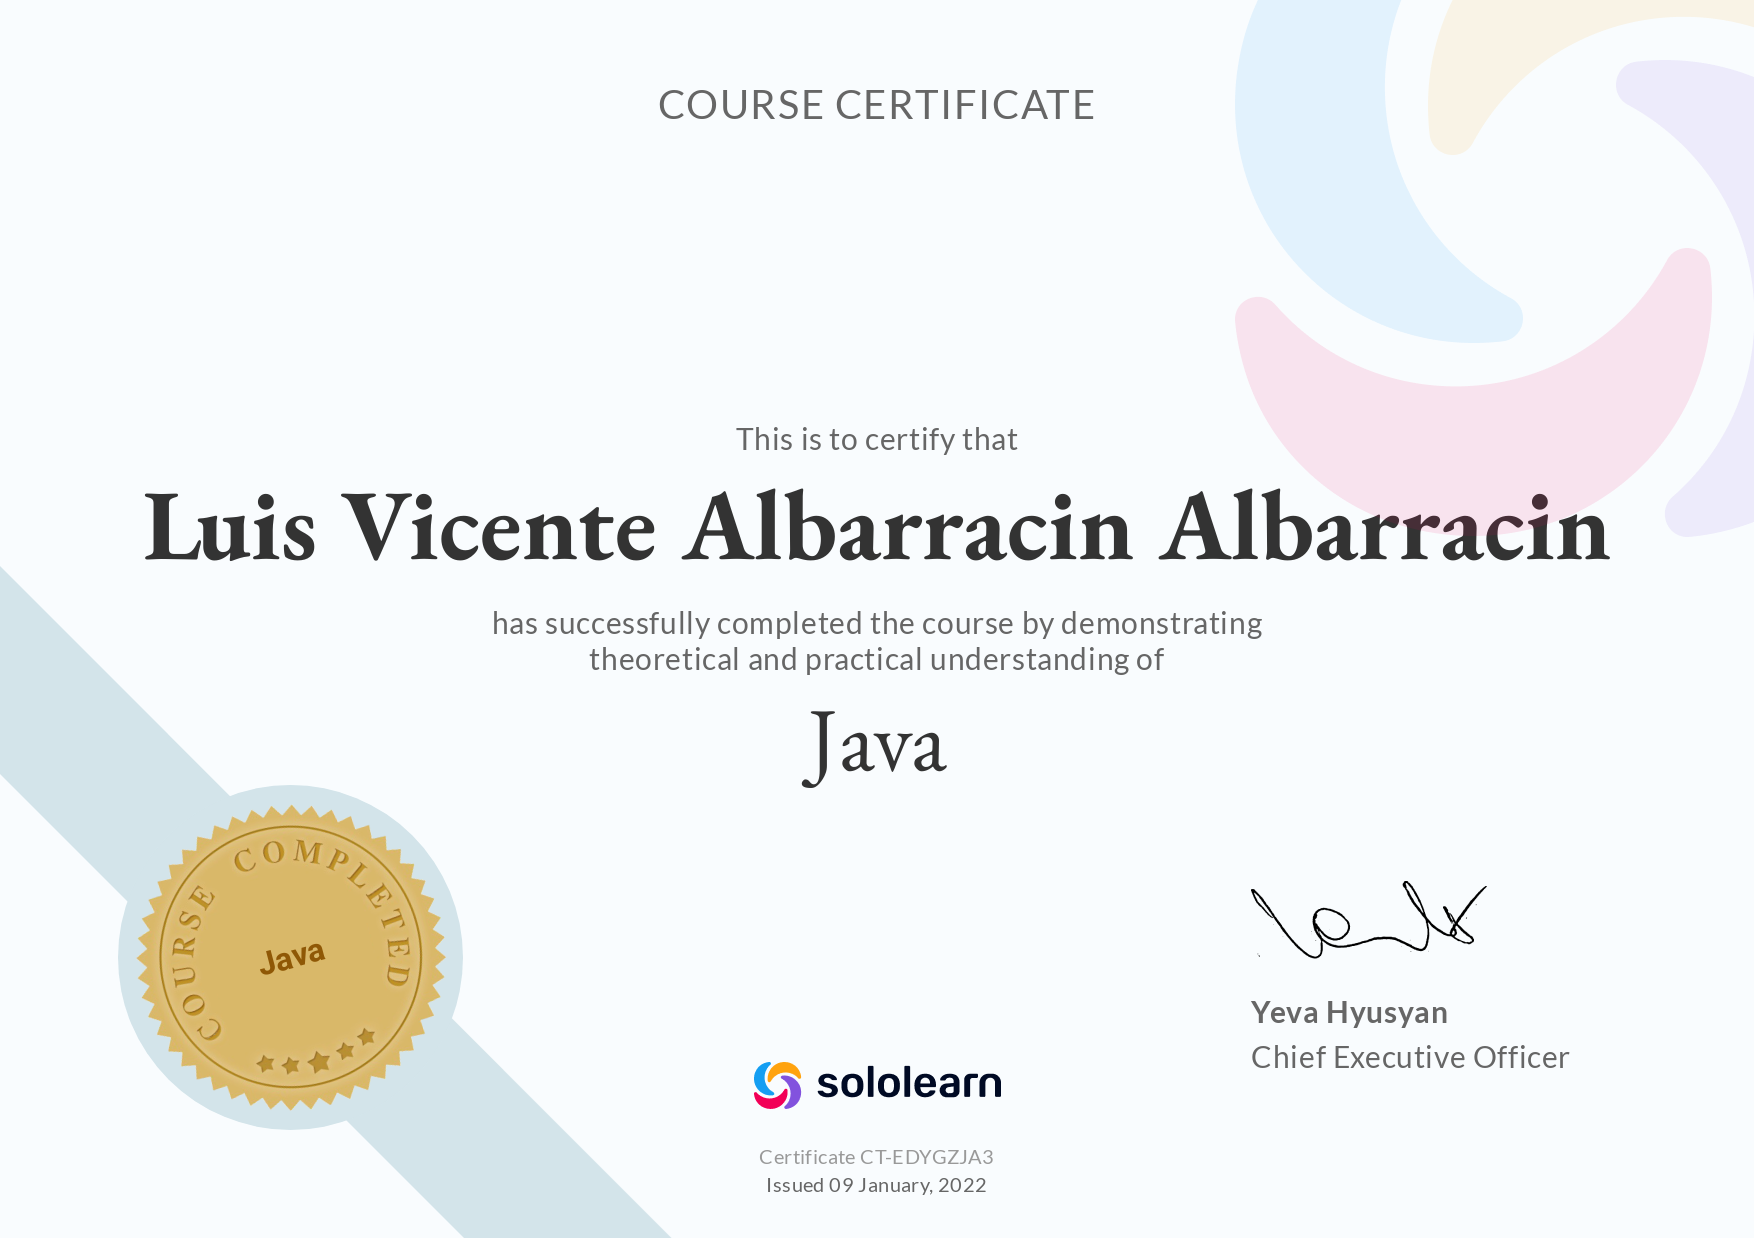 COURSE CERTIFICATE
This is to certify that
Luis Vicente Albarracin Albarracin
has successfully completed the course by demonstrating
theoretical and practical understanding of
Java
COURSE COMPLETED
Java
Yeva Hyusyan
Chief Executive Officer
sololearn
Certificate CT-EDYGZJA3
Issued 09 January, 2022